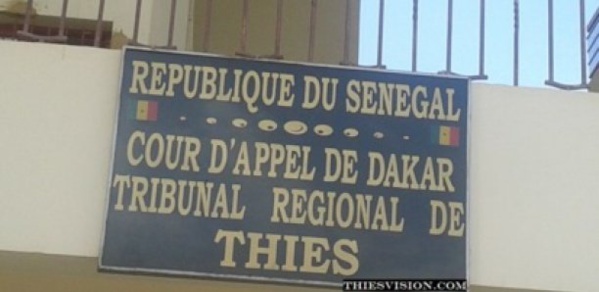 REPUBLIQUE DU SENEGAL
COUR D'APPEL DE DAKAR
TRIBUNAL REGIONAL DE
THIES
THIESVISION.COM